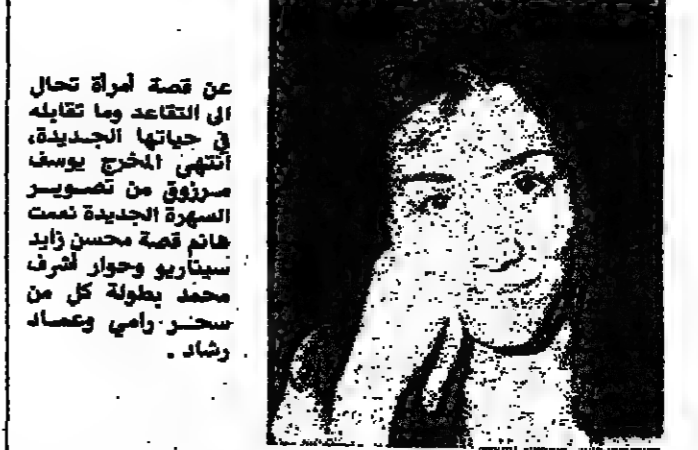 عن قصة أمرأة تحال
الى التقاعد وما تقابله
في حياتها الجديدة،
أنتهى المخرج يوسف
مرزوق من تصوير
السهرة الجديدة نعمت
هانم قصة محسن زايد
سيناريو وحوار أشرف
محمد بطولة كل من
سحر رامي وعماد
رشاد .